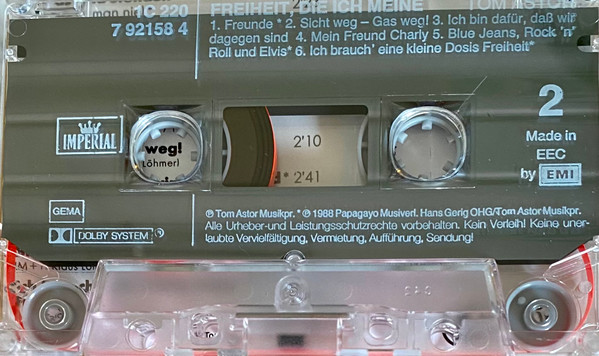 1C 220
7 92158 4
FREIHEIT, DIE ICH MEINE
TOM ASTOR
1. Freunde * 2. Sicht weg – Gas weg! 3. Ich bin dafür, daß wir
dagegen sind 4. Mein Freund Charly 5. Blue Jeans, Rock 'n'
Roll und Elvis* 6. Ich brauch' eine kleine Dosis Freiheit*
IMPERIAL
weg!
Löhmer)
2'10
* 2'41
2
Made in
EEC
by EMI
GEMA
DOLBY SYSTEM
℗ Tom Astor Musikpr. * ℗ 1988 Papagayo Musiverl. Hans Gerig OHG/Tom Astor Musikpr.
Alle Urheber-und Leistungsschutzrechte vorbehalten. Kein Verleih! Keine uner-
laubte Vervielfältigung, Vermietung, Aufführung, Sendung!